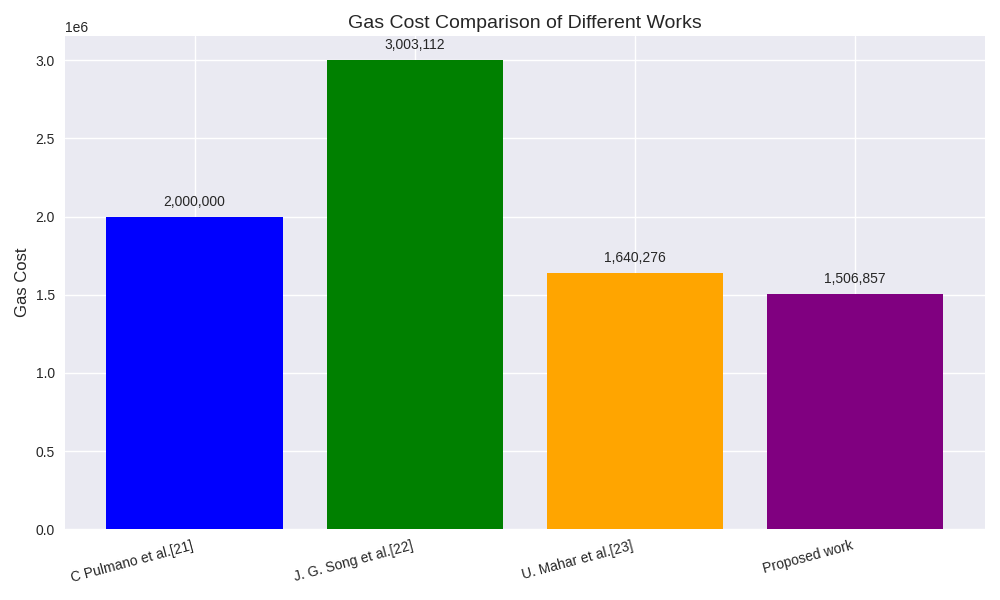 Gas Cost Comparison of Different Works
1e6
3,003,112
2,000,000
1,640,276
1,506,857
Gas Cost
3.0
2.5
2.0
1.5
1.0
0.5
0.0
C Pulmano et al.[21]
J. G. Song et al.[22]
U. Mahar et al.[23]
Proposed work